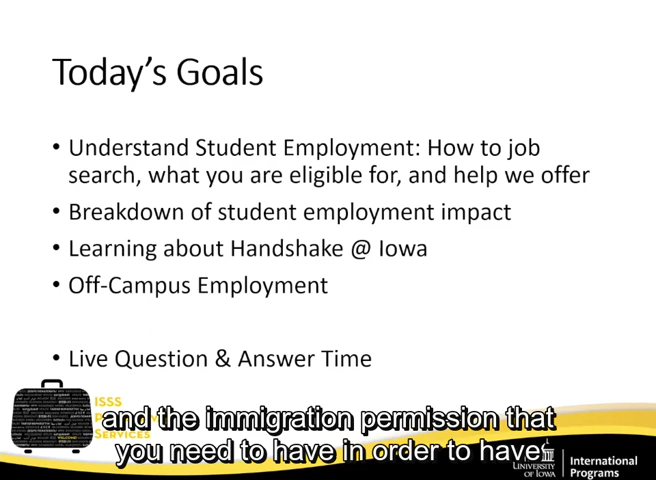 Today's Goals
• Understand Student Employment: How to job
search, what you are eligible for, and help we offer
• Breakdown of student employment impact
• Learning about Handshake @ Iowa
• Off-Campus Employment
• Live Question & Answer Time
ISSS
SERVICES
and the immigration permission that
you need to have in order to have
UNIVERSITY
OF IOWA
International
Programs